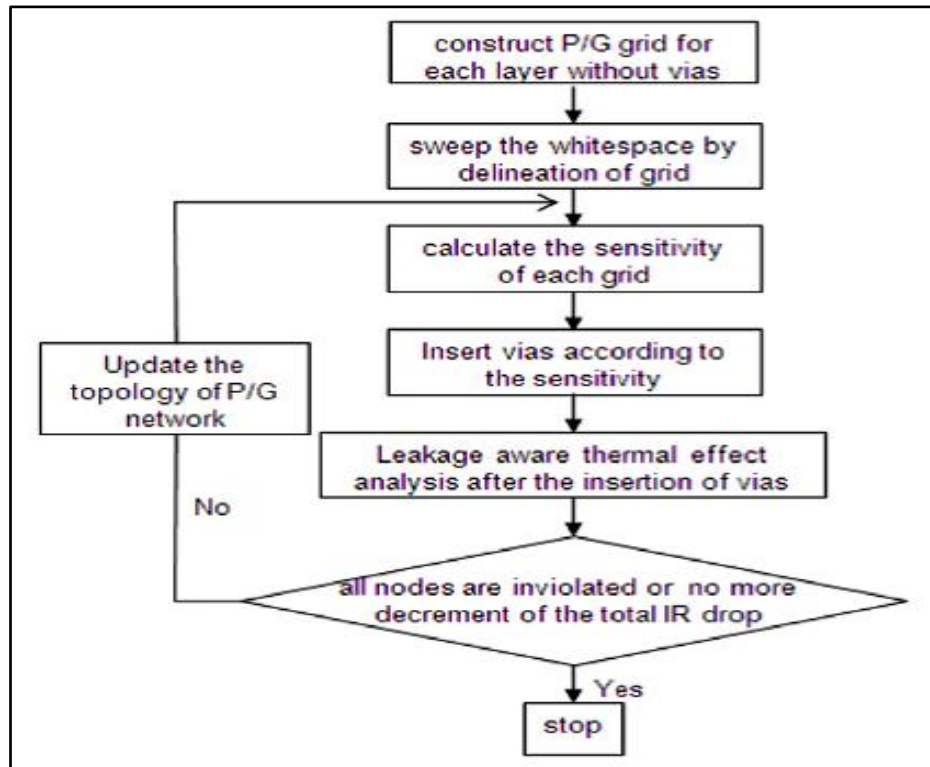 construct P/G grid for
each layer without vias
sweep the whitespace by
delineation of grid
calculate the sensitivity
of each grid
Insert vias according to
the sensitivity
Update the
topology of P/G
network
Leakage aware thermal effect
analysis after the insertion of vias
No
all nodes are inviolated or no more
decrement of the total IR drop
Yes
stop